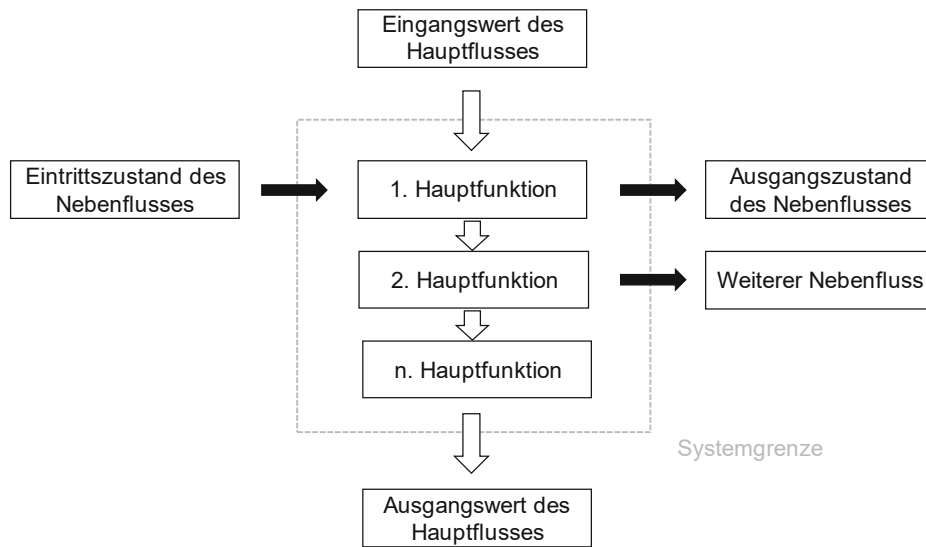 Eingangswert des
Hauptflusses
Eintrittszustand des
Nebenflusses
1. Hauptfunktion
Ausgangszustand
des Nebenflusses
2. Hauptfunktion
Weiterer Nebenfluss
n. Hauptfunktion
Systemgrenze
Ausgangswert des
Hauptflusses